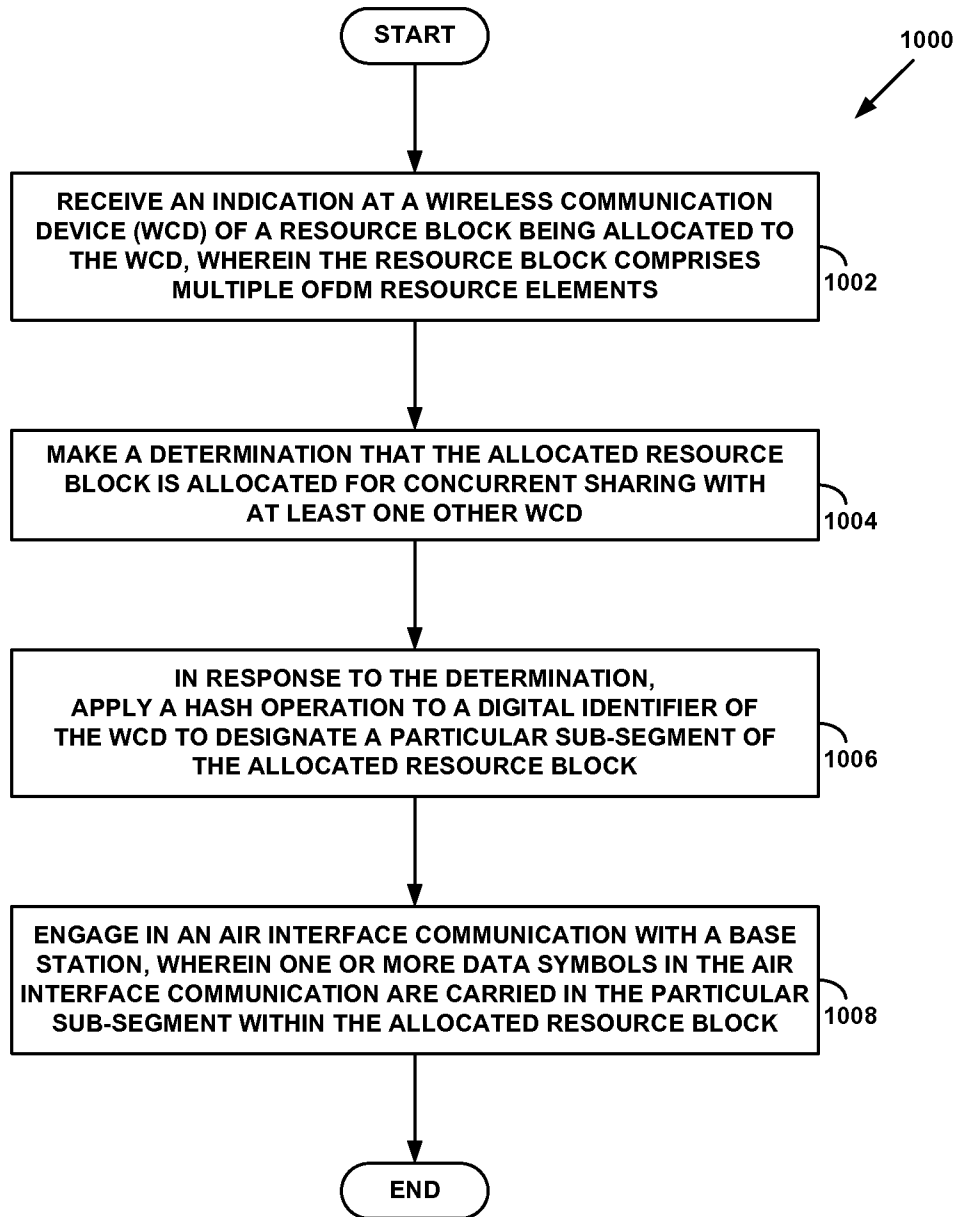 START
1000
RECEIVE AN INDICATION AT A WIRELESS COMMUNICATION
DEVICE (WCD) OF A RESOURCE BLOCK BEING ALLOCATED TO
THE WCD, WHEREIN THE RESOURCE BLOCK COMPRISES
MULTIPLE OFDM RESOURCE ELEMENTS
1002
MAKE A DETERMINATION THAT THE ALLOCATED RESOURCE
BLOCK IS ALLOCATED FOR CONCURRENT SHARING WITH
AT LEAST ONE OTHER WCD
1004
IN RESPONSE TO THE DETERMINATION,
APPLY A HASH OPERATION TO A DIGITAL IDENTIFIER OF
THE WCD TO DESIGNATE A PARTICULAR SUB-SEGMENT OF
THE ALLOCATED RESOURCE BLOCK
1006
ENGAGE IN AN AIR INTERFACE COMMUNICATION WITH A BASE
STATION, WHEREIN ONE OR MORE DATA SYMBOLS IN THE AIR
INTERFACE COMMUNICATION ARE CARRIED IN THE PARTICULAR
SUB-SEGMENT WITHIN THE ALLOCATED RESOURCE BLOCK
1008
END